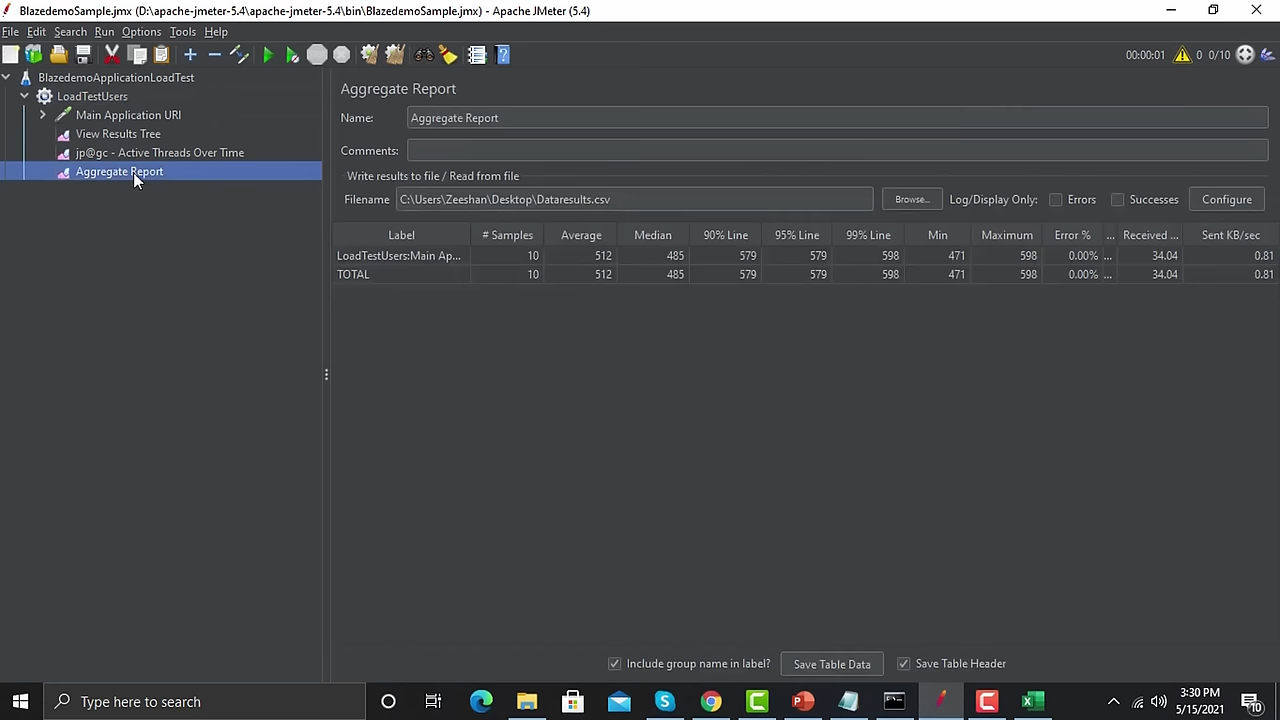 BlazedemoSample.jmx (D:\apache-jmeter-5.4\apache-jmeter-5.4\bin\BlazedemoSample.jmx) - Apache JMeter (5.4)
File Edit Search Run Options Tools Help
00:00:01 0 0/10
BlazedemoApplicationLoadTest
LoadTestUsers
Main Application URI
View Results Tree
jp@gc - Active Threads Over Time
Aggregate Report
Aggregate Report
Name: Aggregate Report
Comments:
Write results to file / Read from file
Filename C:\Users\Zeeshan\Desktop\Dataresults.csv Browse... Log/Display Only: Errors Successes Configure
Label # Samples Average Median 90% Line 95% Line 99% Line Min Maximum Error % ... Received ... Sent KB/sec
LoadTestUsers:Main Ap... 10 512 485 579 579 598 471 598 0.00% ... 34.04 0.81
TOTAL 10 512 485 579 579 598 471 598 0.00% ... 34.04 0.81
Include group name in label? Save Table Data Save Table Header
Type here to search
3:30 PM
5/15/2021
10